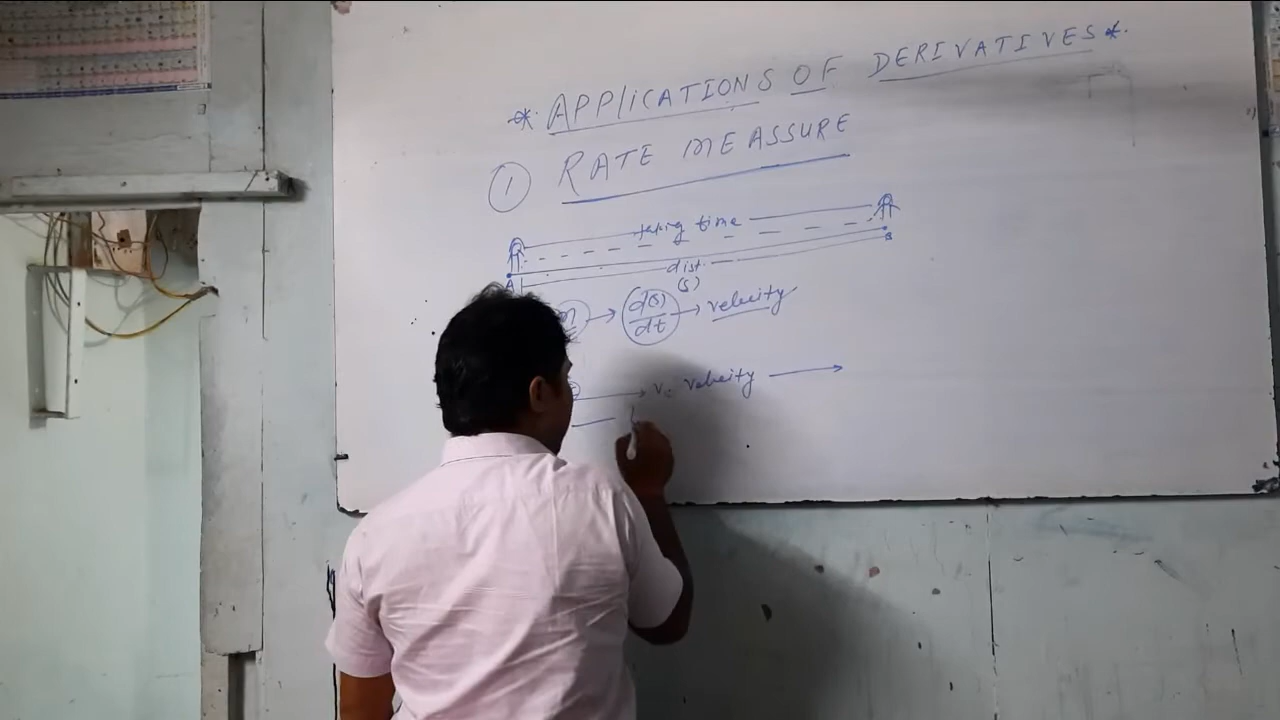 * APPLICATIONS OF DERIVATIVES *
① RATE MEASSURE
taking time
A B
dist.
(s)
→ d(s)/dt → velocity
velocity →